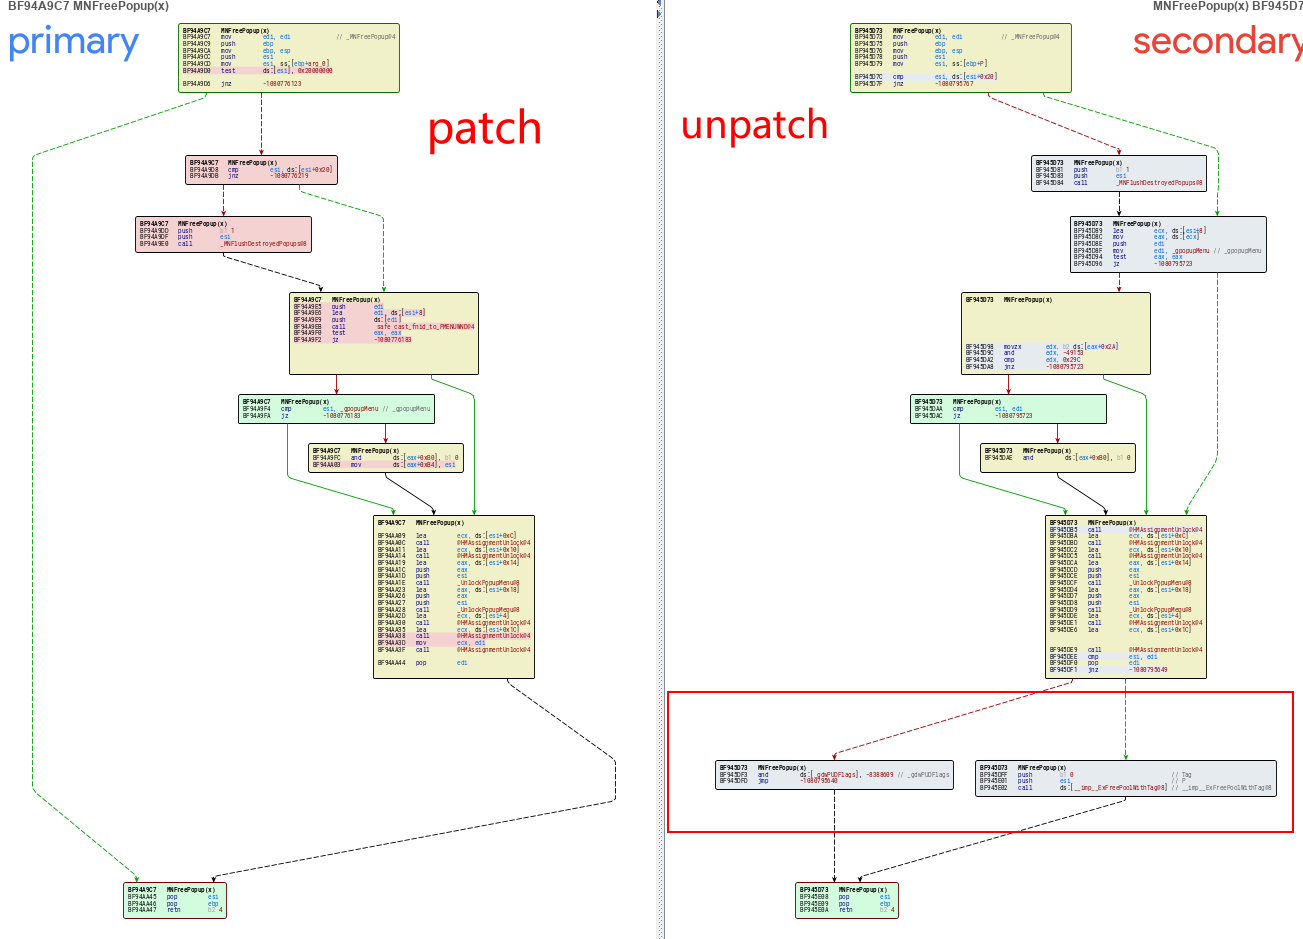 BF94A9C7 MNFreePopup(x)
primary
patch
BF94A9C7 MNFreePopup(x)
BF94A9C7 mov edi, edi // _MNFreePopup@4
BF94A9C9 push ebp
BF94A9CA mov ebp, esp
BF94A9CC push esi
BF94A9CD mov esi, ss:[ebp+arg_0]
BF94A9D0 test ds:[esi], 0x20000000
BF94A9D6 jnz -1080776123
BF94A9C7 MNFreePopup(x)
BF94A9D8 cmp esi, ds:[esi+0x20]
BF94A9DB jnz -1080776219
BF94A9C7 MNFreePopup(x)
BF94A9DD push b1 1
BF94A9DF push esi
BF94A9E0 call _MNFlushDestroyedPopups@8
BF94A9C7 MNFreePopup(x)
BF94A9E5 push edi
BF94A9E6 lea edi, ds:[esi+8]
BF94A9E9 push ds:[edi]
BF94A9EB call safe_cast_fnid_to_PMENUWND@4
BF94A9F0 test eax, eax
BF94A9F2 jz -1080776183
BF94A9C7 MNFreePopup(x)
BF94A9F4 cmp esi, _gpopupMenu // _gpopupMenu
BF94A9FA jz -1080776183
BF94A9C7 MNFreePopup(x)
BF94A9FC and ds:[eax+0xB0], b1 0
BF94AA03 mov ds:[eax+0xB4], esi
BF94A9C7 MNFreePopup(x)
BF94AA09 lea ecx, ds:[esi+0xC]
BF94AA0C call @HMAssignmentUnlock@4
BF94AA11 lea ecx, ds:[esi+0x10]
BF94AA14 call @HMAssignmentUnlock@4
BF94AA19 lea eax, ds:[esi+0x14]
BF94AA1C push eax
BF94AA1D push esi
BF94AA1E call _UnlockPopupMenu@8
BF94AA23 lea eax, ds:[esi+0x18]
BF94AA26 push eax
BF94AA27 push esi
BF94AA28 call _UnlockPopupMenu@8
BF94AA2D lea ecx, ds:[esi+4]
BF94AA30 call @HMAssignmentUnlock@4
BF94AA35 lea ecx, ds:[esi+0x1C]
BF94AA38 call @HMAssignmentUnlock@4
BF94AA3D mov ecx, edi
BF94AA3F call @HMAssignmentUnlock@4
BF94AA44 pop edi
BF94A9C7 MNFreePopup(x)
BF94AA45 pop esi
BF94AA46 pop ebp
BF94AA47 retn b2 4
MNFreePopup(x) BF945D7
secondary
unpatch
BF945D73 MNFreePopup(x)
BF945D73 mov edi, edi // _MNFreePopup@4
BF945D75 push ebp
BF945D76 mov ebp, esp
BF945D78 push esi
BF945D79 mov esi, ss:[ebp+P]
BF945D7C cmp esi, ds:[esi+0x20]
BF945D7F jnz -1080795767
BF945D73 MNFreePopup(x)
BF945D81 push b1 1
BF945D83 push esi
BF945D84 call _MNFlushDestroyedPopups@8
BF945D73 MNFreePopup(x)
BF945D89 lea ecx, ds:[esi+8]
BF945D8C mov eax, ds:[ecx]
BF945D8E push edi
BF945D8F mov edi, _gpopupMenu // _gpopupMenu
BF945D94 test eax, eax
BF945D96 jz -1080795723
BF945D73 MNFreePopup(x)
BF945D98 movzx edx, b2 ds:[eax+0x2A]
BF945D9C and edx, -49153
BF945DA2 cmp edx, 0x29C
BF945DA8 jnz -1080795723
BF945D73 MNFreePopup(x)
BF945DAA cmp esi, edi
BF945DAC jz -1080795723
BF945D73 MNFreePopup(x)
BF945DAE and ds:[eax+0xB0], b1 0
BF945D73 MNFreePopup(x)
BF945DB5 call @HMAssignmentUnlock@4
BF945DBA lea ecx, ds:[esi+0xC]
BF945DBD call @HMAssignmentUnlock@4
BF945DC2 lea ecx, ds:[esi+0x10]
BF945DC5 call @HMAssignmentUnlock@4
BF945DCA lea eax, ds:[esi+0x14]
BF945DCD push eax
BF945DCE push esi
BF945DCF call _UnlockPopupMenu@8
BF945DD4 lea eax, ds:[esi+0x18]
BF945DD7 push eax
BF945DD8 push esi
BF945DD9 call _UnlockPopupMenu@8
BF945DDE lea ecx, ds:[esi+4]
BF945DE1 call @HMAssignmentUnlock@4
BF945DE6 lea ecx, ds:[esi+0x1C]
BF945DE9 call @HMAssignmentUnlock@4
BF945DEE cmp esi, edi
BF945DF0 pop edi
BF945DF1 jnz -1080795649
BF945D73 MNFreePopup(x)
BF945DF3 and ds:[_gdwPUDFlags], -8388609 // _gdwPUDFlags
BF945DFD jmp -1080795640
BF945D73 MNFreePopup(x)
BF945DFF push b1 0 // Tag
BF945E01 push esi // P
BF945E02 call ds:[__imp__ExFreePoolWithTag@8] // __imp__ExFreePoolWithTag@8
BF945D73 MNFreePopup(x)
BF945E08 pop esi
BF945E09 pop ebp
BF945E0A retn b2 4